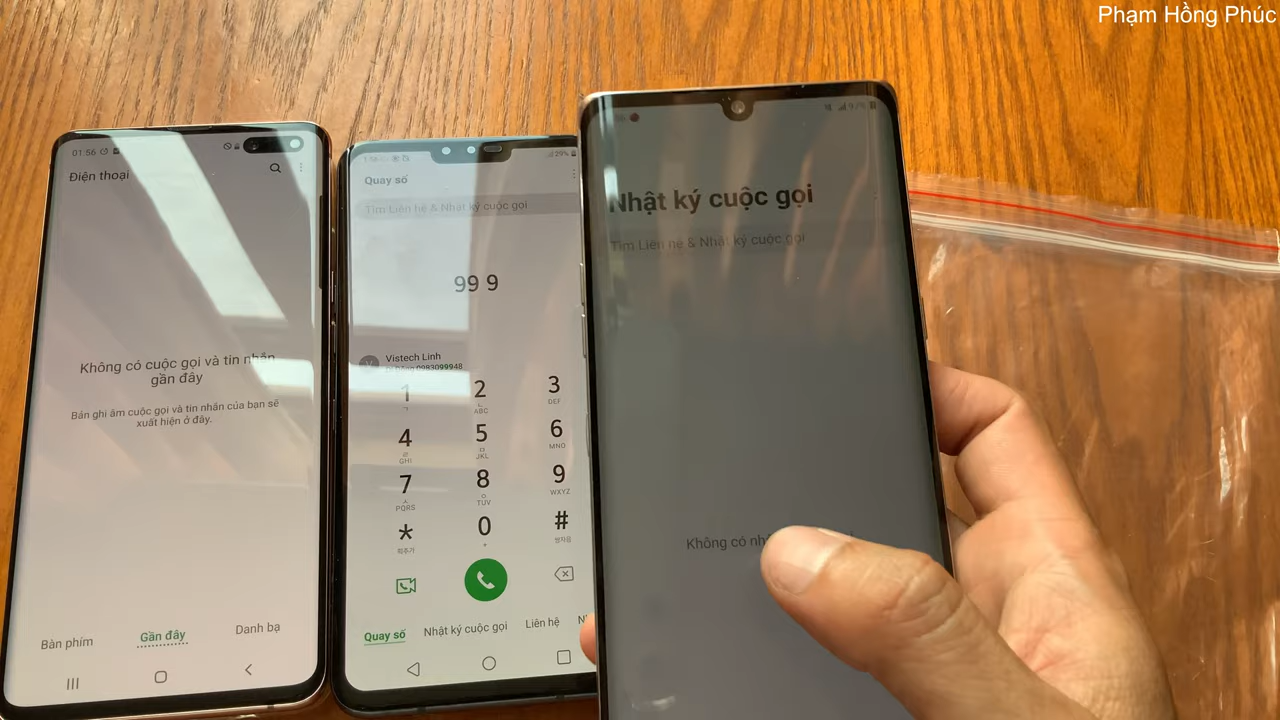 Phạm Hồng Phúc
01:56
Điện thoại
Không có cuộc gọi và tin nhắn
gần đây
Bản ghi âm cuộc gọi và tin nhắn của bạn sẽ
xuất hiện ở đây.
Bàn phím
Gần đây
Danh bạ
29%
Quay số
Tìm Liên hệ & Nhật ký cuộc gọi
99 9
Vistech Linh
0983099948
1
ㄱ
2
ㄴ
ABC
3
DEF
4
ㄹ
GHI
5
ㅁ
JKL
6
MNO
7
ㅅ
PQRS
8
ㅇ
TUV
9
WXYZ
*
0
+
#
Quay số
Nhật ký cuộc gọi
Liên hệ
97%
Nhật ký cuộc gọi
Tìm Liên hệ & Nhật ký cuộc gọi
Không có